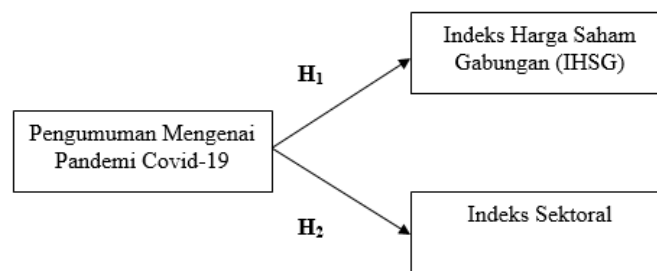 Indeks Harga Saham
Gabungan (IHSG)
H₁
Pengumuman Mengenai
Pandemi Covid-19
H₂
Indeks Sektoral